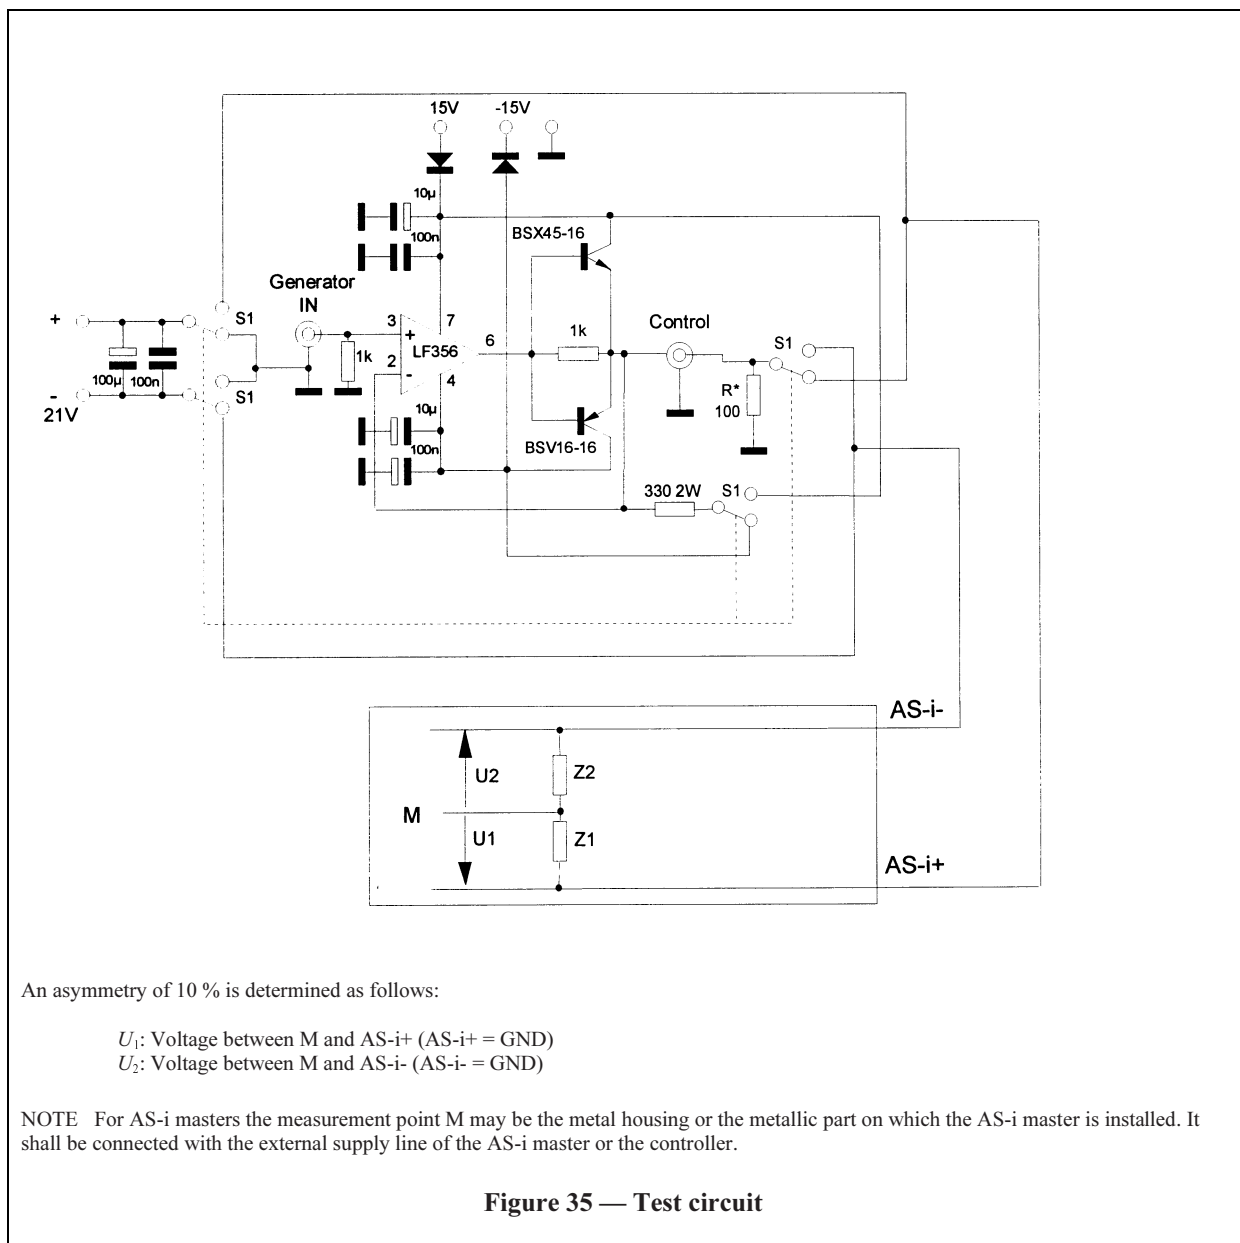 15V -15V
10µ
100n
BSX45-16
Generator
IN
+ S1
3 + 7
1k LF356 6
2 - 4
1k
Control
S1
100µ 100n
- S1
21V
R*
100
10µ
100n
BSV16-16
330 2W S1
AS-i-
U2 Z2
M
U1 Z1
AS-i+
An asymmetry of 10 % is determined as follows:
U1: Voltage between M and AS-i+ (AS-i+ = GND)
U2: Voltage between M and AS-i- (AS-i- = GND)
NOTE For AS-i masters the measurement point M may be the metal housing or the metallic part on which the AS-i master is installed. It
shall be connected with the external supply line of the AS-i master or the controller.
Figure 35 — Test circuit